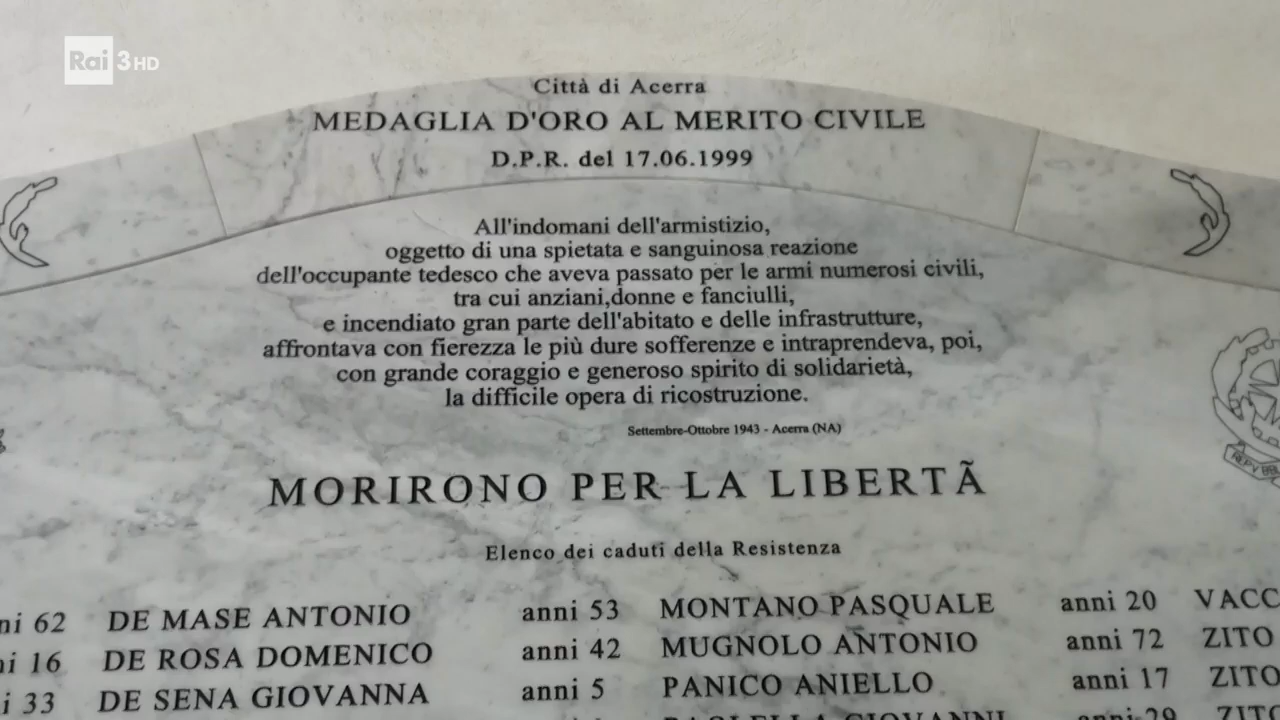 Rai 3HD
Città di Acerra
MEDAGLIA D'ORO AL MERITO CIVILE
D.P.R. del 17.06.1999
All'indomani dell'armistizio,
oggetto di una spietata e sanguinosa reazione
dell'occupante tedesco che aveva passato per le armi numerosi civili,
tra cui anziani,donne e fanciulli,
e incendiato gran parte dell'abitato e delle infrastrutture,
affrontava con fierezza le più dure sofferenze e intraprendeva, poi,
con grande coraggio e generoso spirito di solidarietà,
la difficile opera di ricostruzione.
Settembre-Ottobre 1943 - Acerra (NA)
MORIRONO PER LA LIBERTÃ
Elenco dei caduti della Resistenza
62 DE MASE ANTONIO anni 53 MONTANO PASQUALE anni 20 VACC
16 DE ROSA DOMENICO anni 42 MUGNOLO ANTONIO anni 72 ZITO
33 DE SENA GIOVANNA anni 5 PANICO ANIELLO anni 17 ZITO